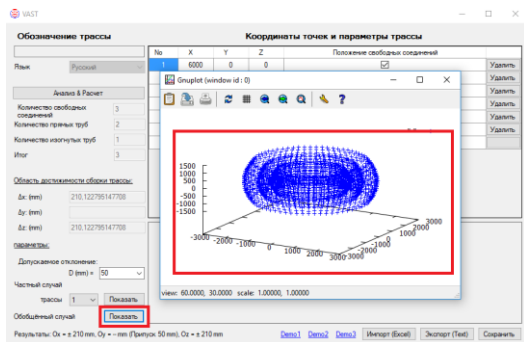 VAST
Обозначение трассы
Координаты точек и параметры трассы
No X Y Z Положение свободных соединений
1 6000 0 0 Удалить
Удалить
Удалить
Удалить
Удалить
Удалить
Язык Русский
Анализ & Расчет
Количество свободных соединений 3
Количество прямых труб 2
Количество изогнутых труб 1
Итог 3
Область достижимости сборки трассы:
Δx: (mm) 210.122795147708
Δy: (mm)
Δz: (mm) 210.122795147708
параметры:
Допускаемое отклонение:
D (mm) = 50
Частный случай
трассы 1 Показать
Обобщённый случай Показать
Gnuplot (window id : 0)
1500
1000
500
0
-500
-1000
-1500
-3000 -2000 -1000 0 1000 2000 3000
-3000 -2000 -1000 0 1000 2000 3000
view: 60.0000, 30.0000 scale: 1.00000, 1.00000
Результаты: Ox = ± 210 mm, Oy = -- mm (Припуск 50 mm), Oz = ± 210 mm
Demo1 Demo2 Demo3 Импорт (Excel) Экспорт (Text) Сохранить